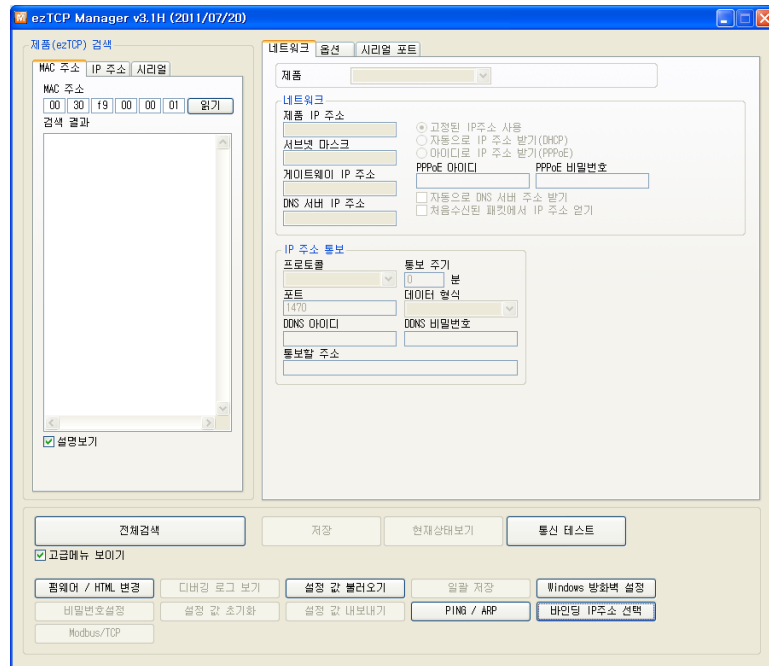 ezTCP Manager v3.1H (2011/07/20)
제품(ezTCP) 검색
MAC 주소 IP 주소 시리얼
MAC 주소
00 30 f9 00 00 01 읽기
검색 결과
설명보기
네트워크 옵션 시리얼 포트
제품
네트워크
제품 IP 주소
서브넷 마스크
게이트웨이 IP 주소
DNS 서버 IP 주소
고정된 IP주소 사용
자동으로 IP 주소 받기(DHCP)
아이디로 IP 주소 받기(PPPoE)
PPPoE 아이디 PPPoE 비밀번호
자동으로 DNS 서버 주소 받기
처음수신된 패킷에서 IP 주소 얻기
IP 주소 통보
프로토콜 통보 주기
0 분
포트 데이터 형식
1470
DDNS 아이디 DDNS 비밀번호
통보할 주소
전체검색 저장 현재상태보기 통신 테스트
고급메뉴 보이기
펌웨어 / HTML 변경 디버깅 로그 보기 설정 값 불러오기 일괄 저장 Windows 방화벽 설정
비밀번호설정 설정 값 초기화 설정 값 내보내기 PING / ARP 바인딩 IP주소 선택
Modbus/TCP